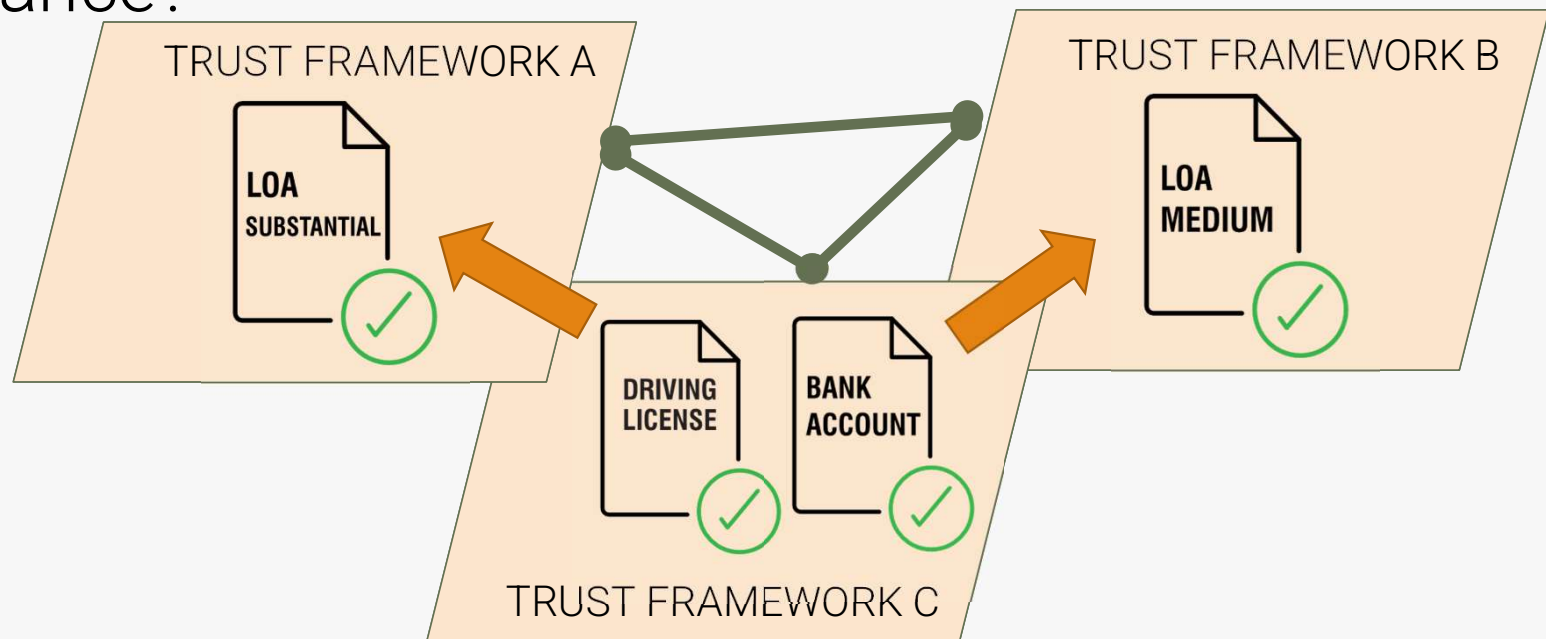 TRUST FRAMEWORK A
TRUST FRAMEWORK B
LOA
SUBSTANTIAL
LOA
MEDIUM
DRIVING
LICENSE
BANK
ACCOUNT
TRUST FRAMEWORK C